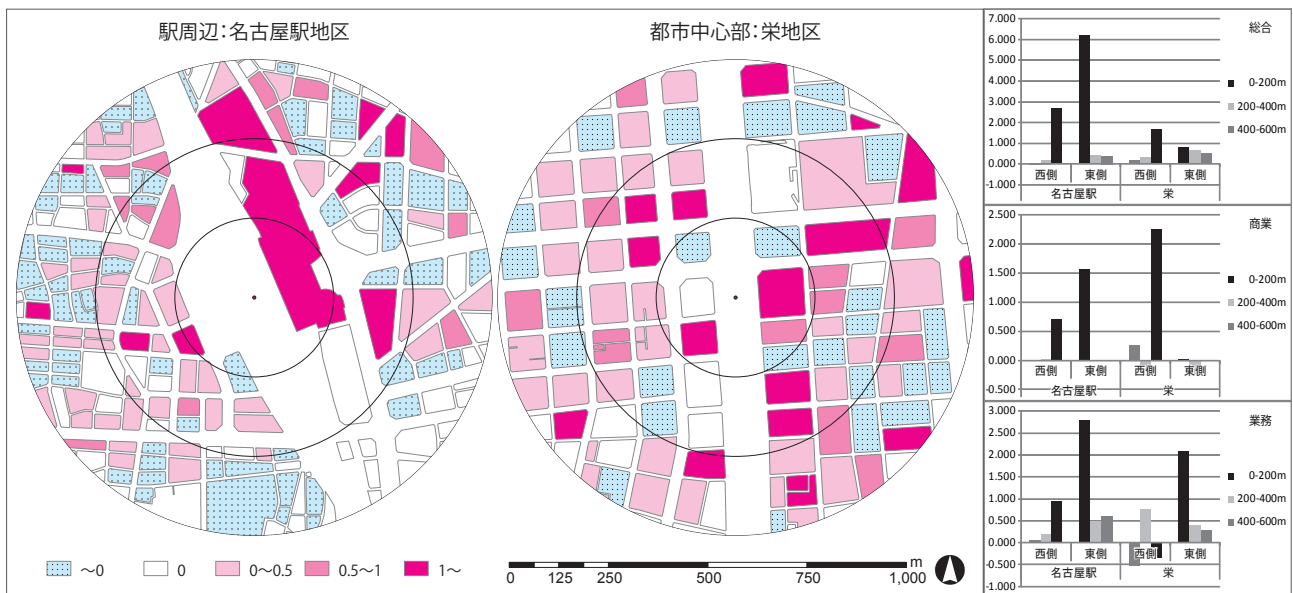 駅周辺：名古屋駅地区
都市中心部：栄地区
～0
0
0～0.5
0.5～1
1～
0 125 250 500 750 1,000
m
総合
7.000
6.000
5.000
4.000
3.000
2.000
1.000
0.000
-1.000
西側 東側 西側 東側
名古屋駅 栄
0-200m
200-400m
400-600m
商業
2.500
2.000
1.500
1.000
0.500
0.000
-0.500
西側 東側 西側 東側
名古屋駅 栄
0-200m
200-400m
400-600m
業務
3.000
2.500
2.000
1.500
1.000
0.500
0.000
-0.500
-1.000
西側 東側 西側 東側
名古屋駅 栄
0-200m
200-400m
400-600m